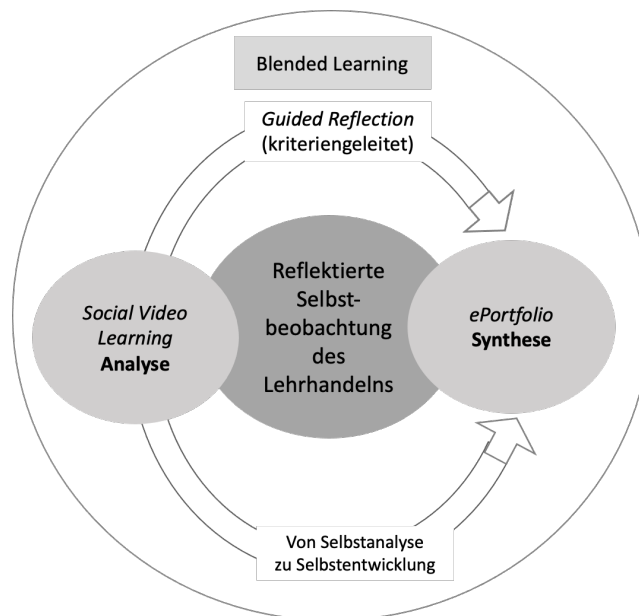 Blended Learning
Guided Reflection
(kriteriengeleitet)
Social Video
Learning
Analyse
Reflektierte
Selbst-
beobachtung
des
Lehrhandelns
ePortfolio
Synthese
Von Selbstanalyse
zu Selbstentwicklung